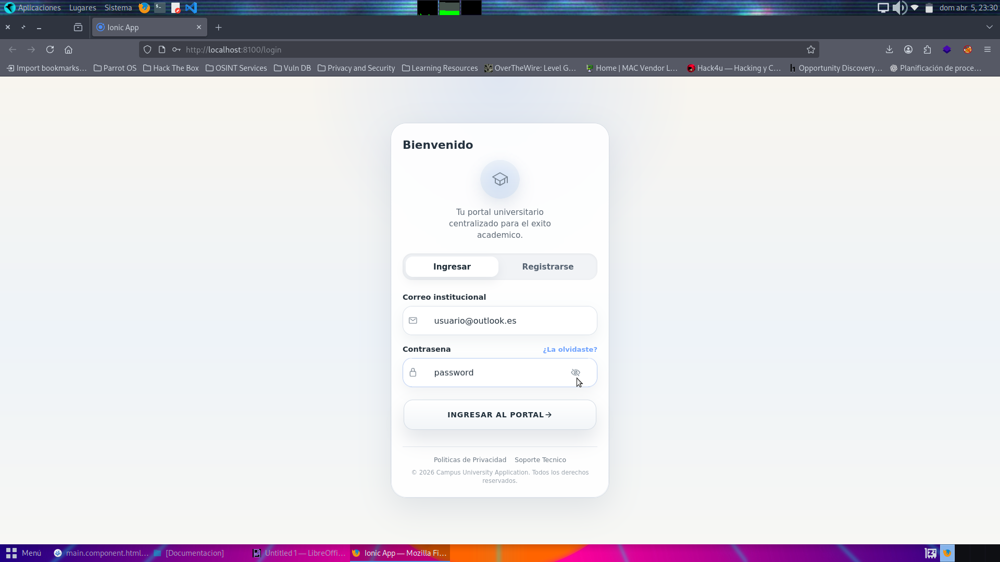 Aplicaciones Lugares Sistema dom abr 5, 23:30
Ionic App
http://localhost:8100/login
Import bookmarks... Parrot OS Hack The Box OSINT Services Vuln DB Privacy and Security Learning Resources OverTheWire: Level G... Home | MAC Vendor L... Hack4u — Hacking y C... Opportunity Discovery... Planificación de proce...
Bienvenido
Tu portal universitario
centralizado para el exito
academico.
Ingresar Registrarse
Correo institucional
usuario@outlook.es
Contrasena ¿La olvidaste?
password
INGRESAR AL PORTAL→
Politicas de Privacidad Soporte Tecnico
© 2026 Campus University Application. Todos los derechos
reservados.
Menú main.component.html... [Documentacion] Untitled 1 — LibreOffi... Ionic App — Mozilla Fi...